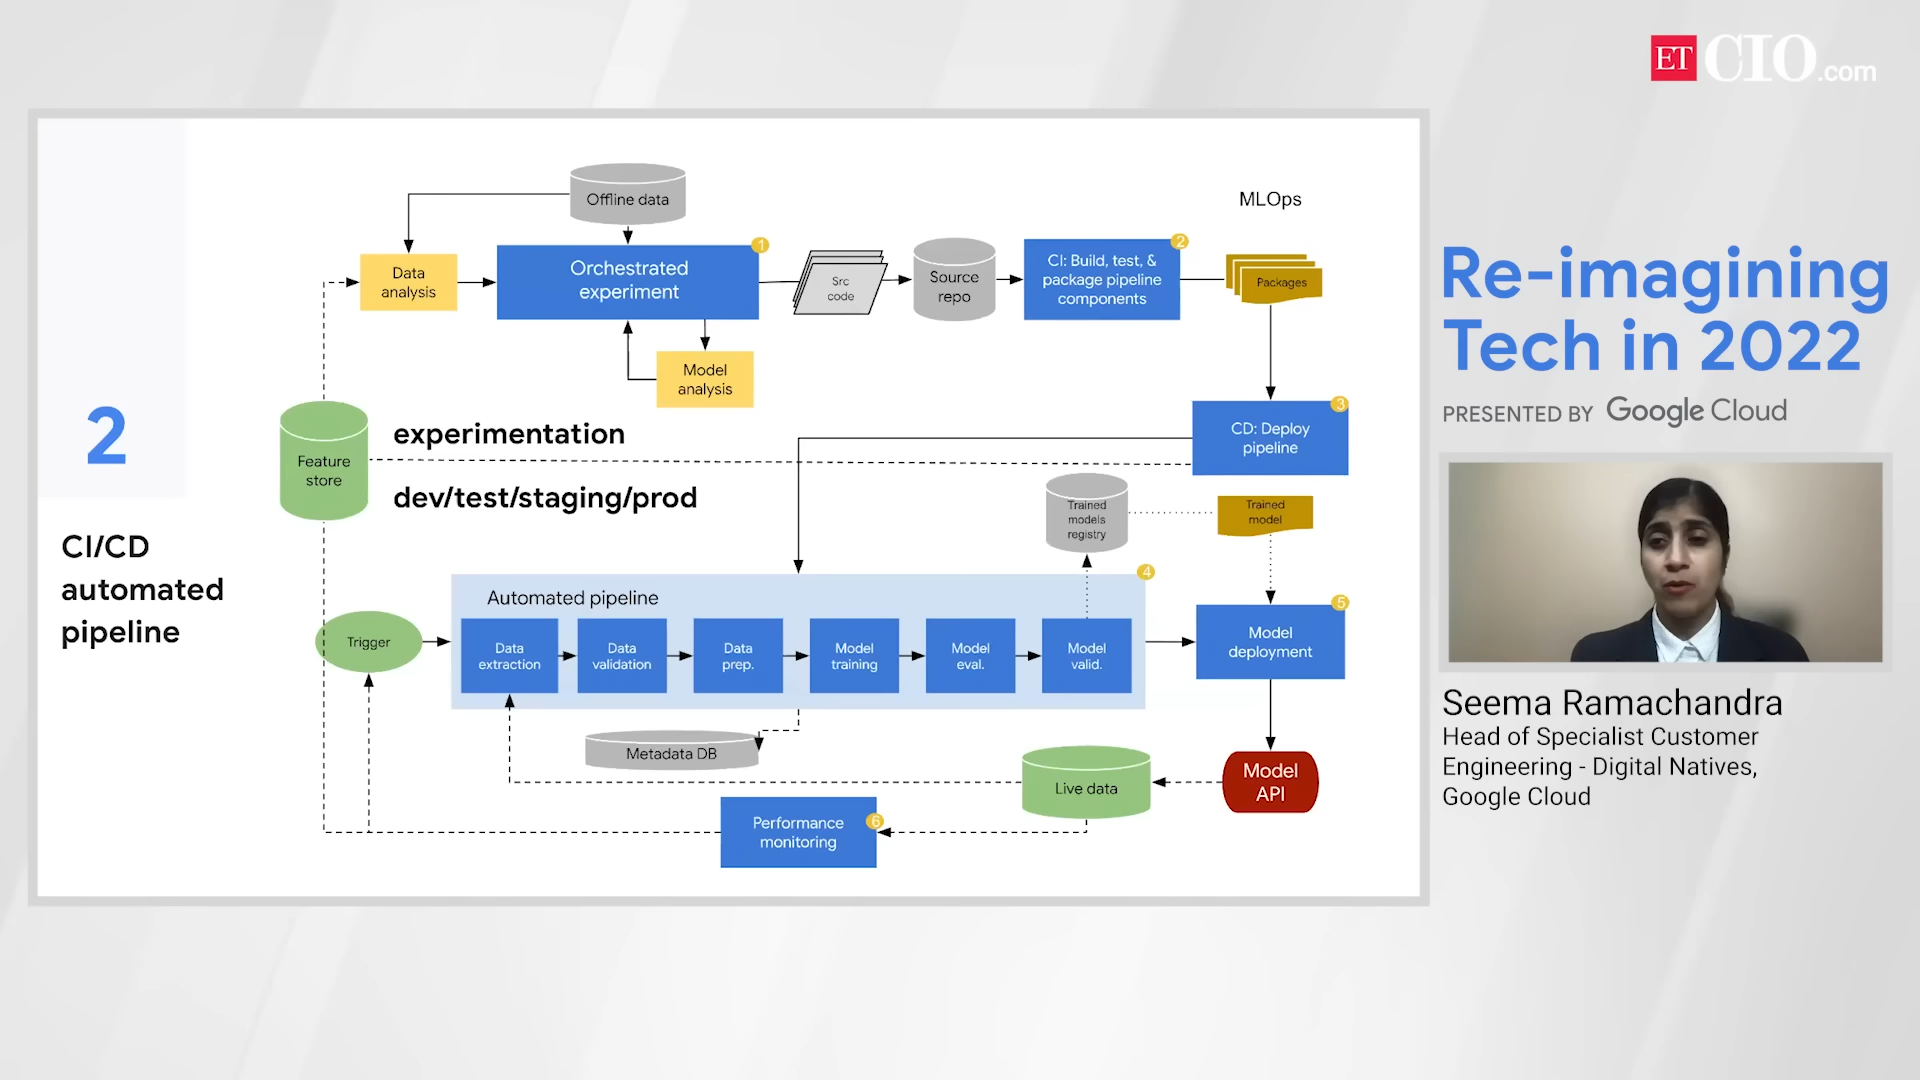 ET CIO.com
2
CI/CD
automated
pipeline
Offline data
MLOps
Data
analysis
Orchestrated
experiment
1
Src
code
Source
repo
CI: Build, test, &
package pipeline
components
2
Packages
Model
analysis
Feature
store
experimentation
dev/test/staging/prod
CD: Deploy
pipeline
3
Trained
models
registry
Trained
model
Automated pipeline
4
Trigger
Data
extraction
Data
validation
Data
prep.
Model
training
Model
eval.
Model
valid.
Model
deployment
5
Metadata DB
Live data
Model
API
Performance
monitoring
6
Re-imagining
Tech in 2022
PRESENTED BY Google Cloud
Seema Ramachandra
Head of Specialist Customer
Engineering - Digital Natives,
Google Cloud